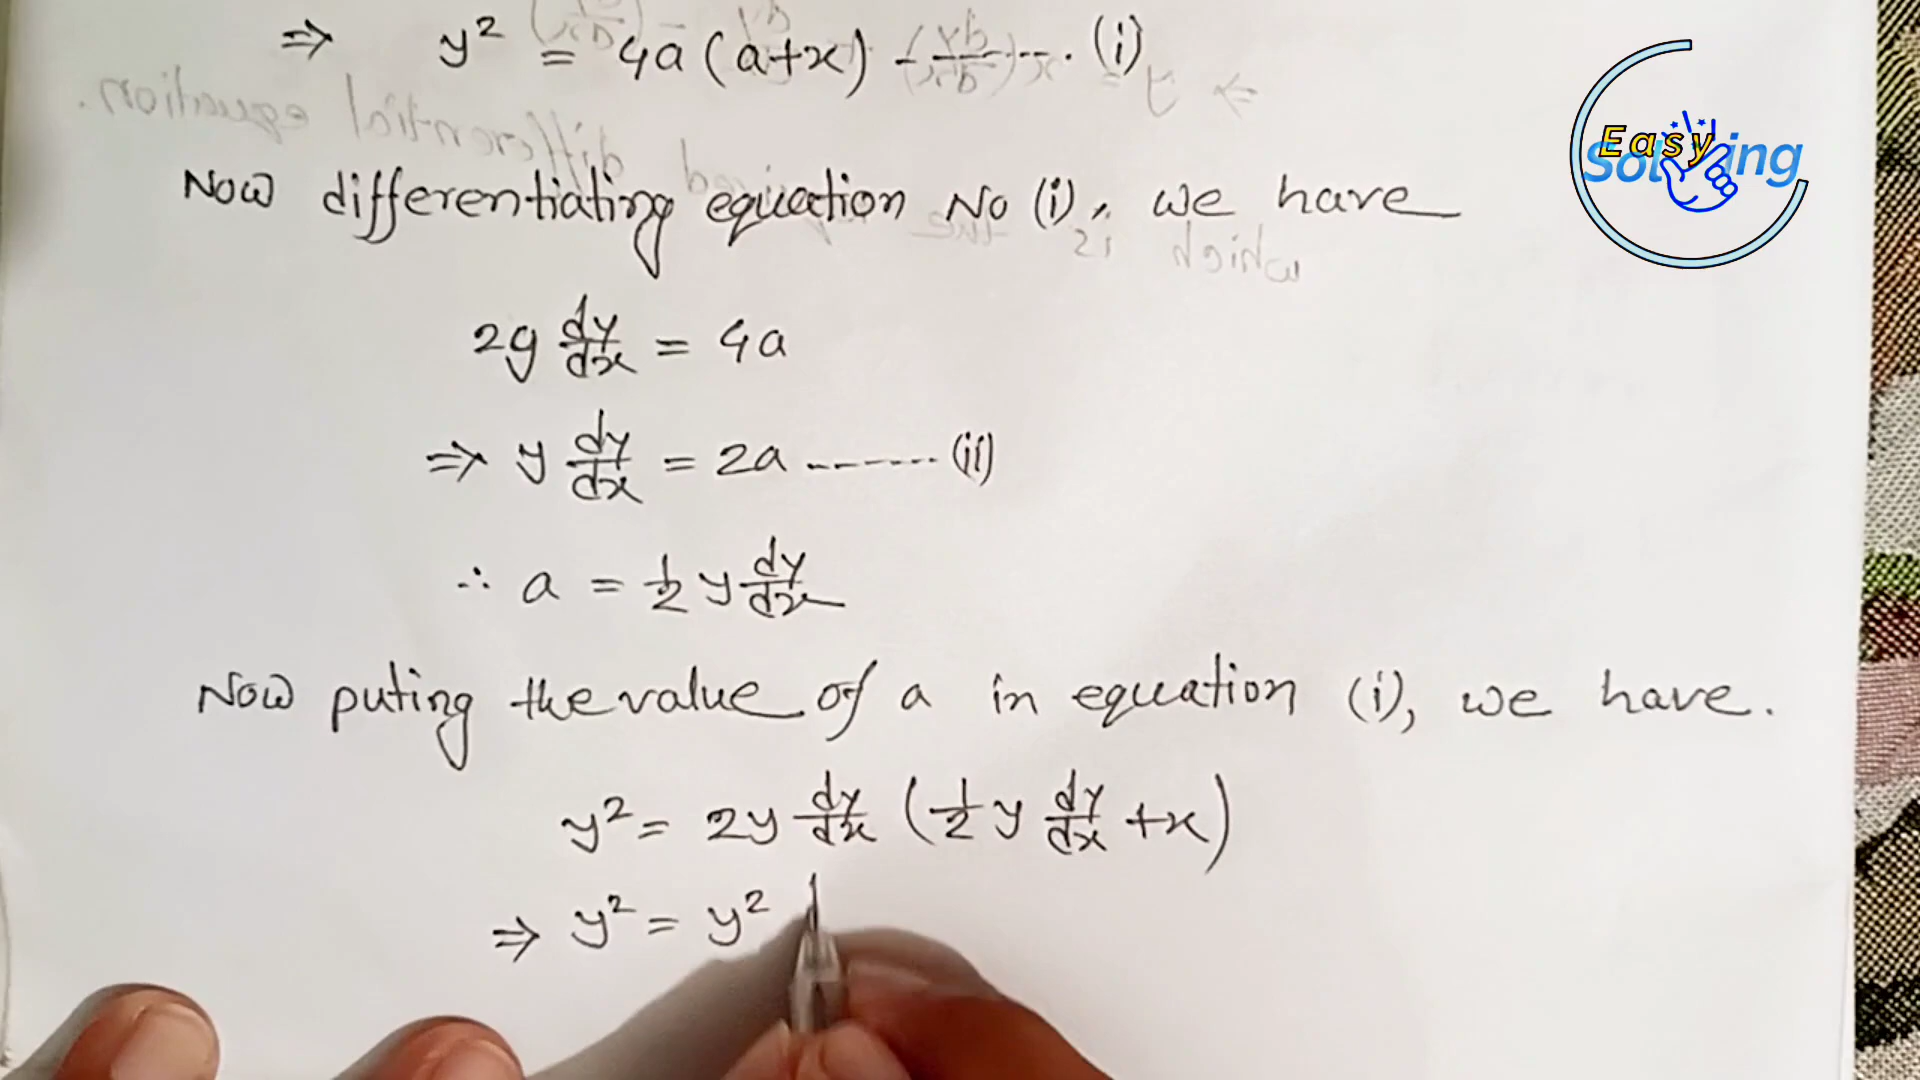 ⇒ y² = 4a (a+x) ------ (i)
Easy
Solving
Now differentiating equation No (i), we have
2y dy/dx = 4a
⇒ y dy/dx = 2a -------- (ii)
∴ a = 1/2 y dy/dx
Now puting the value of a in equation (i), we have.
y² = 2y dy/dx (1/2 y dy/dx + x)
⇒ y² = y²